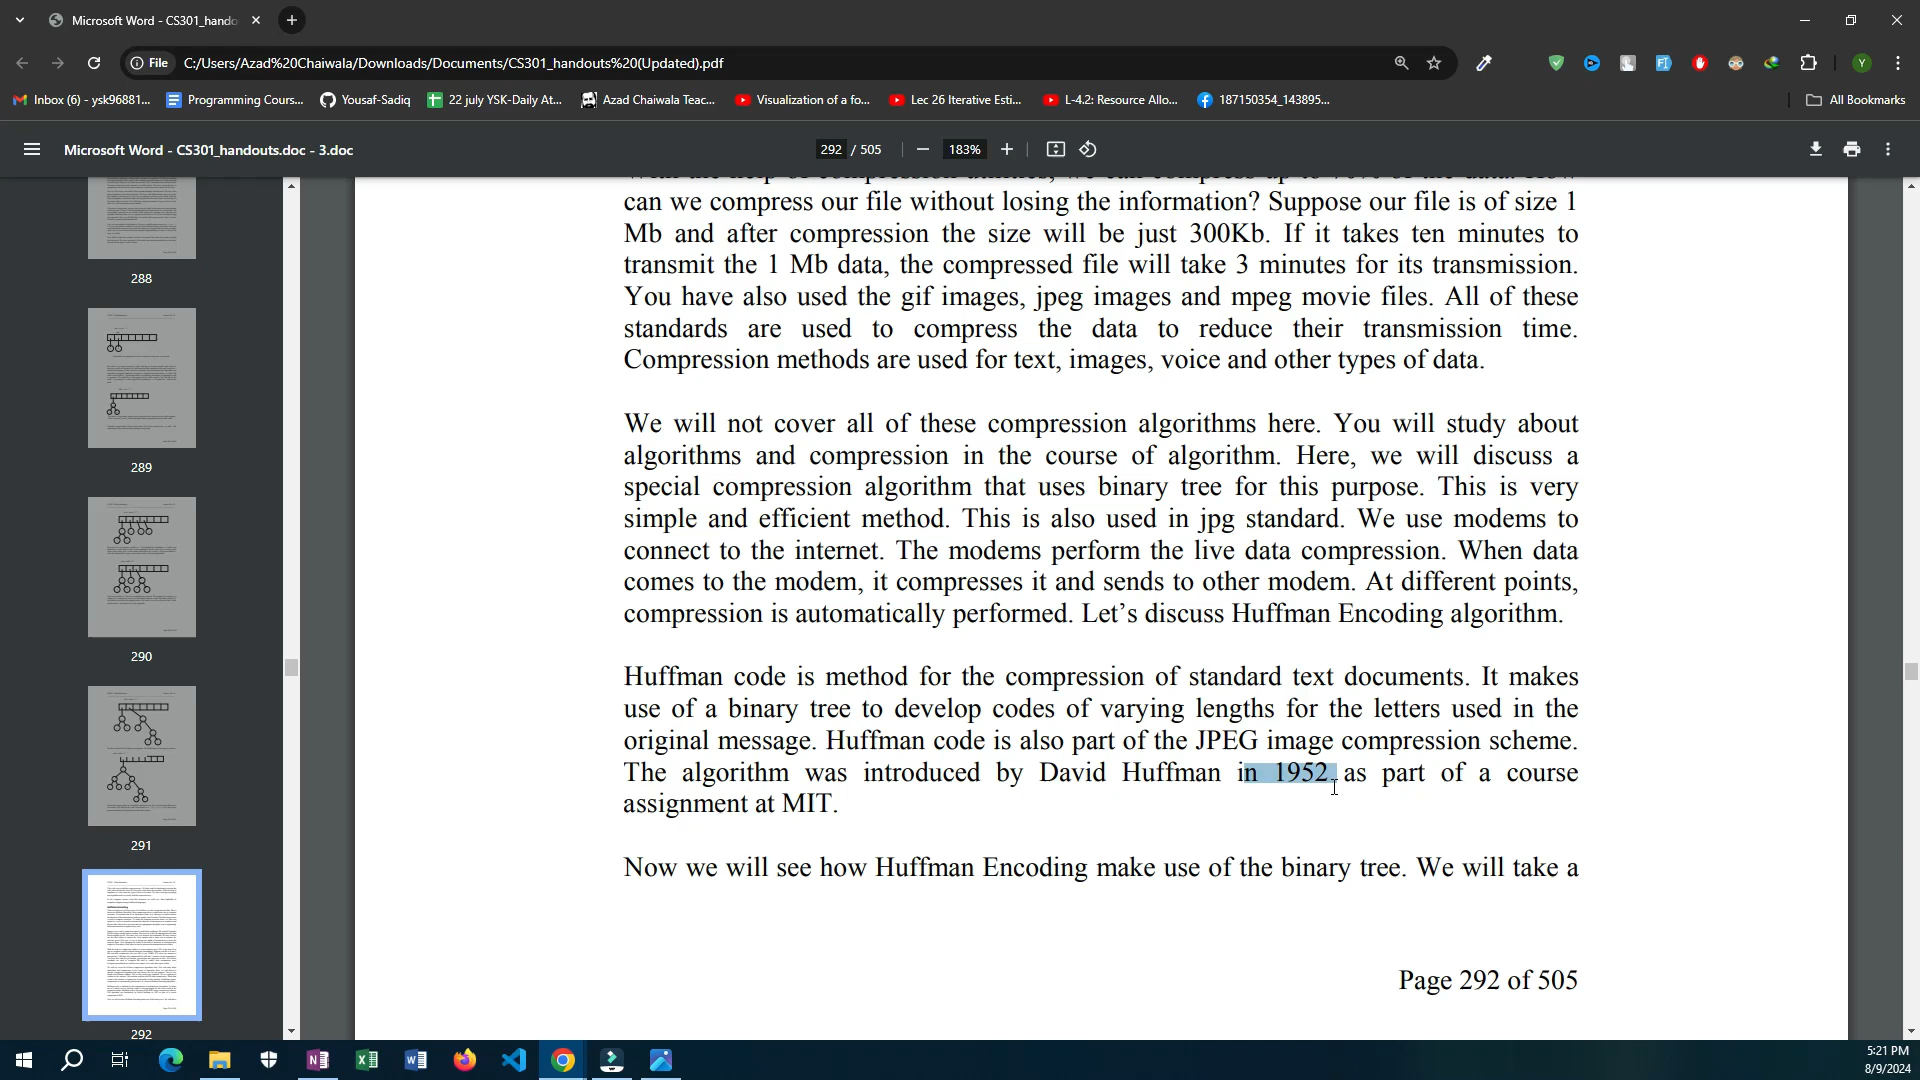 Microsoft Word - CS301_hando
File
C:/Users/Azad%20Chaiwala/Downloads/Documents/CS301_handouts%20(Updated).pdf
Y
Inbox (6) - ysk96881...
Programming Cours...
Yousaf-Sadiq
22 july YSK-Daily At...
Azad Chaiwala Teac...
Visualization of a fo...
Lec 26 Iterative Esti...
L-4.2: Resource Allo...
187150354_143895...
All Bookmarks
Microsoft Word - CS301_handouts.doc - 3.doc
292 / 505
183%
288
289
290
291
292
can we compress our file without losing the information? Suppose our file is of size 1
Mb and after compression the size will be just 300Kb. If it takes ten minutes to
transmit the 1 Mb data, the compressed file will take 3 minutes for its transmission.
You have also used the gif images, jpeg images and mpeg movie files. All of these
standards are used to compress the data to reduce their transmission time.
Compression methods are used for text, images, voice and other types of data.
We will not cover all of these compression algorithms here. You will study about
algorithms and compression in the course of algorithm. Here, we will discuss a
special compression algorithm that uses binary tree for this purpose. This is very
simple and efficient method. This is also used in jpg standard. We use modems to
connect to the internet. The modems perform the live data compression. When data
comes to the modem, it compresses it and sends to other modem. At different points,
compression is automatically performed. Let’s discuss Huffman Encoding algorithm.
Huffman code is method for the compression of standard text documents. It makes
use of a binary tree to develop codes of varying lengths for the letters used in the
original message. Huffman code is also part of the JPEG image compression scheme.
The algorithm was introduced by David Huffman in 1952 as part of a course
assignment at MIT.
Now we will see how Huffman Encoding make use of the binary tree. We will take a
Page 292 of 505
5:21 PM
8/9/2024